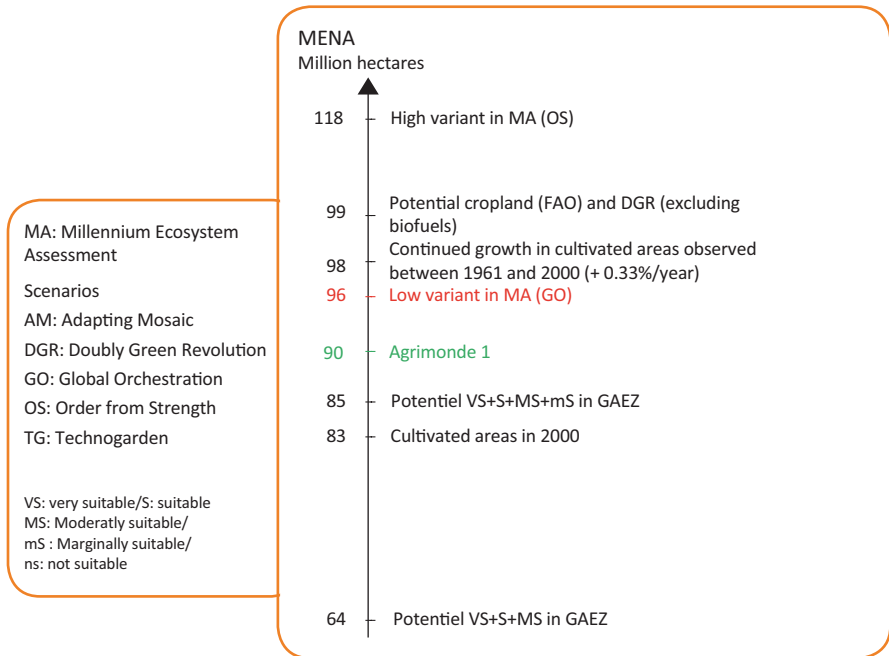 MENA
Million hectares
118 High variant in MA (OS)
99 Potential cropland (FAO) and DGR (excluding
biofuels)
98 Continued growth in cultivated areas observed
between 1961 and 2000 (+ 0.33%/year)
96 Low variant in MA (GO)
90 Agrimonde 1
85 Potentiel VS+S+MS+mS in GAEZ
83 Cultivated areas in 2000
64 Potentiel VS+S+MS in GAEZ
MA: Millennium Ecosystem
Assessment
Scenarios
AM: Adapting Mosaic
DGR: Doubly Green Revolution
GO: Global Orchestration
OS: Order from Strength
TG: Technogarden
VS: very suitable/S: suitable
MS: Moderatly suitable/
mS : Marginally suitable/
ns: not suitable